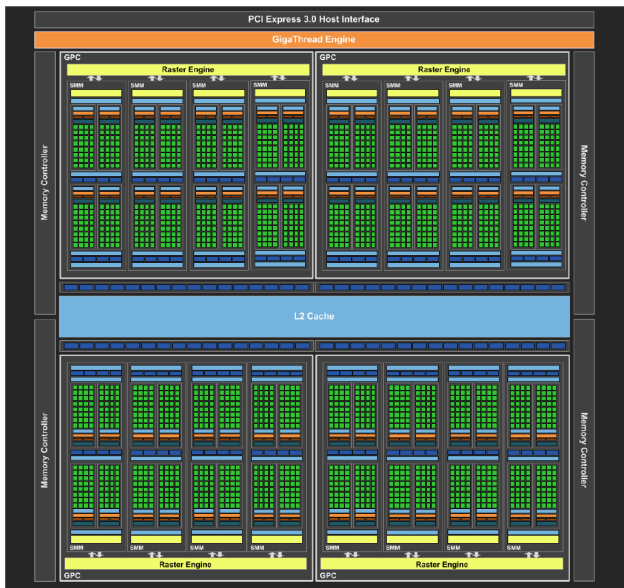 PCI Express 3.0 Host Interface
GigaThread Engine
GPC
GPC
Raster Engine
Raster Engine
SMM
SMM
SMM
SMM
SMM
SMM
SMM
SMM
Memory Controller
Memory Controller
L2 Cache
Memory Controller
Memory Controller
SMM
SMM
SMM
SMM
SMM
SMM
SMM
SMM
Raster Engine
Raster Engine
GPC
GPC